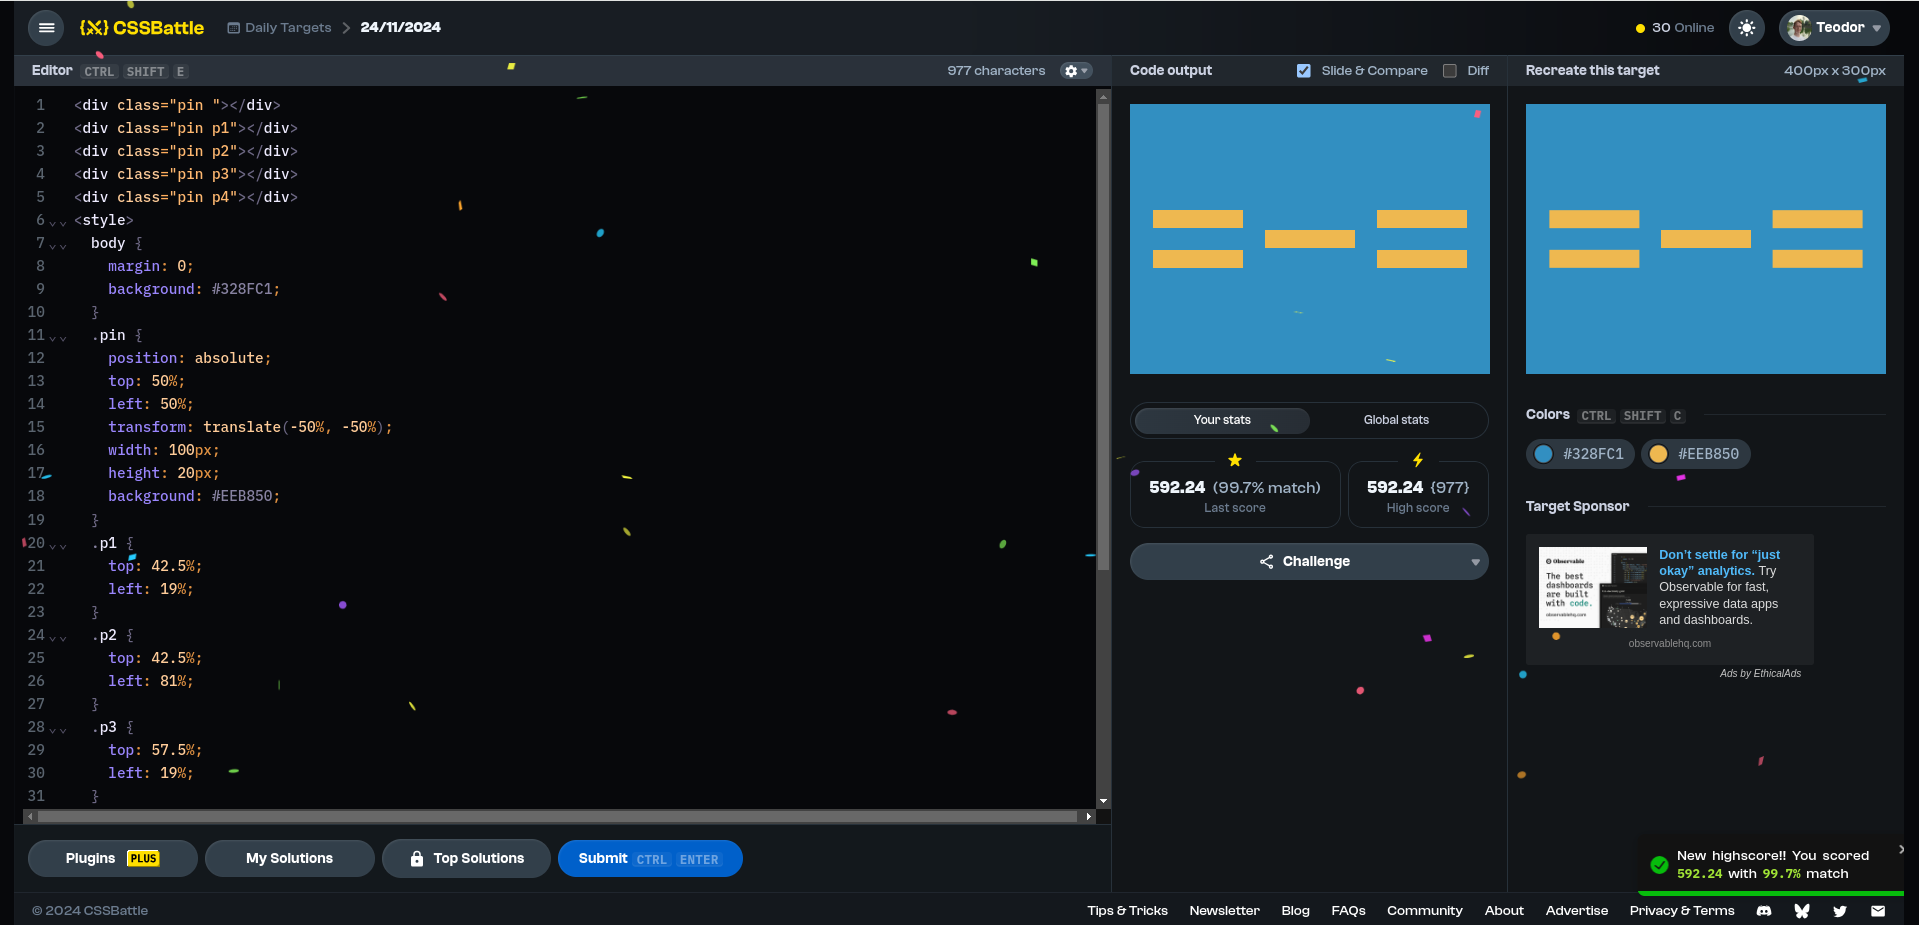 CSSBattle
Daily Targets
24/11/2024
30 Online
Teodor
Editor CTRL SHIFT E
977 characters
1 <div class="pin "></div>
2 <div class="pin p1"></div>
3 <div class="pin p2"></div>
4 <div class="pin p3"></div>
5 <div class="pin p4"></div>
6 <style>
7 body {
8 margin: 0;
9 background: #328FC1;
10 }
11 .pin {
12 position: absolute;
13 top: 50%;
14 left: 50%;
15 transform: translate(-50%, -50%);
16 width: 100px;
17 height: 20px;
18 background: #EEB850;
19 }
20 .p1 {
21 top: 42.5%;
22 left: 19%;
23 }
24 .p2 {
25 top: 42.5%;
26 left: 81%;
27 }
28 .p3 {
29 top: 57.5%;
30 left: 19%;
31 }
Plugins PLUS
My Solutions
Top Solutions
Submit CTRL ENTER
Code output
Slide & Compare
Diff
Your stats
Global stats
592.24 (99.7% match)
Last score
592.24 {977}
High score
Challenge
Recreate this target
400px x 300px
Colors CTRL SHIFT C
#328FC1
#EEB850
Target Sponsor
Observable
The best
dashboards
are built
with code.
observablehq.com
Don't settle for “just
okay” analytics. Try
Observable for fast,
expressive data apps
and dashboards.
observablehq.com
Ads by EthicalAds
New highscore!! You scored
592.24 with 99.7% match
© 2024 CSSBattle
Tips & Tricks
Newsletter
Blog
FAQs
Community
About
Advertise
Privacy & Terms